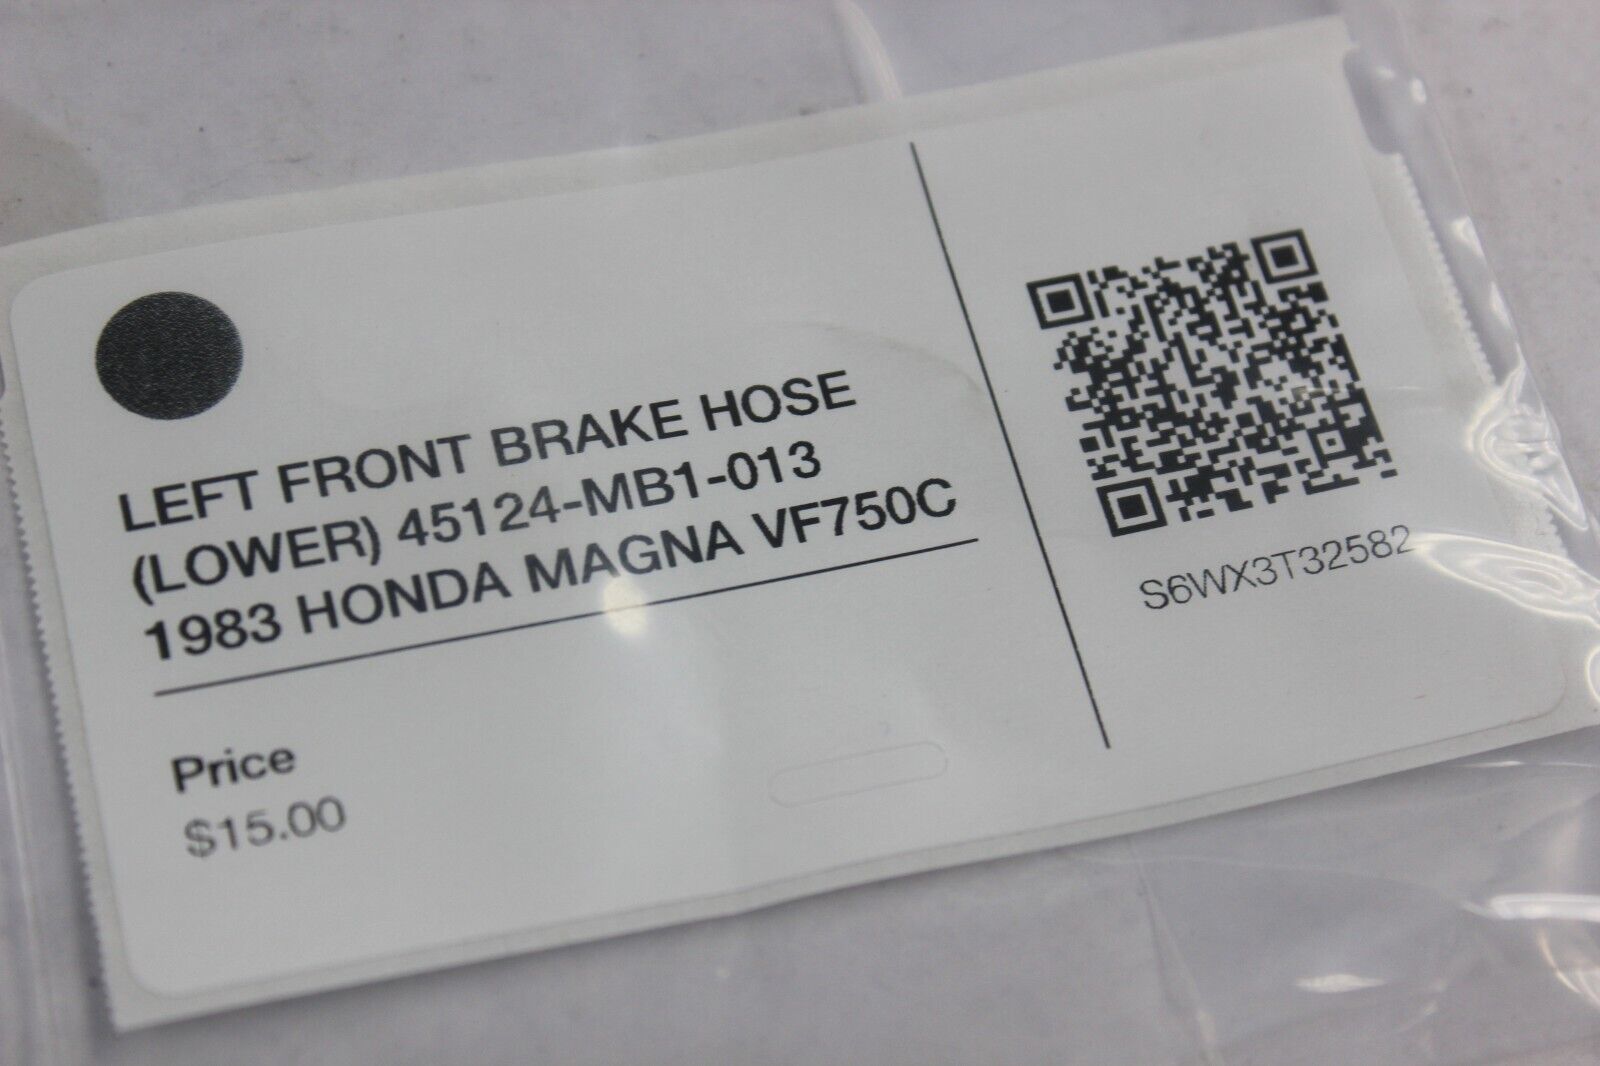 LEFT FRONT BRAKE HOSE
(LOWER) 45124-MB1-013
1983 HONDA MAGNA VF750C
Price
$15.00
S6WX3T32582